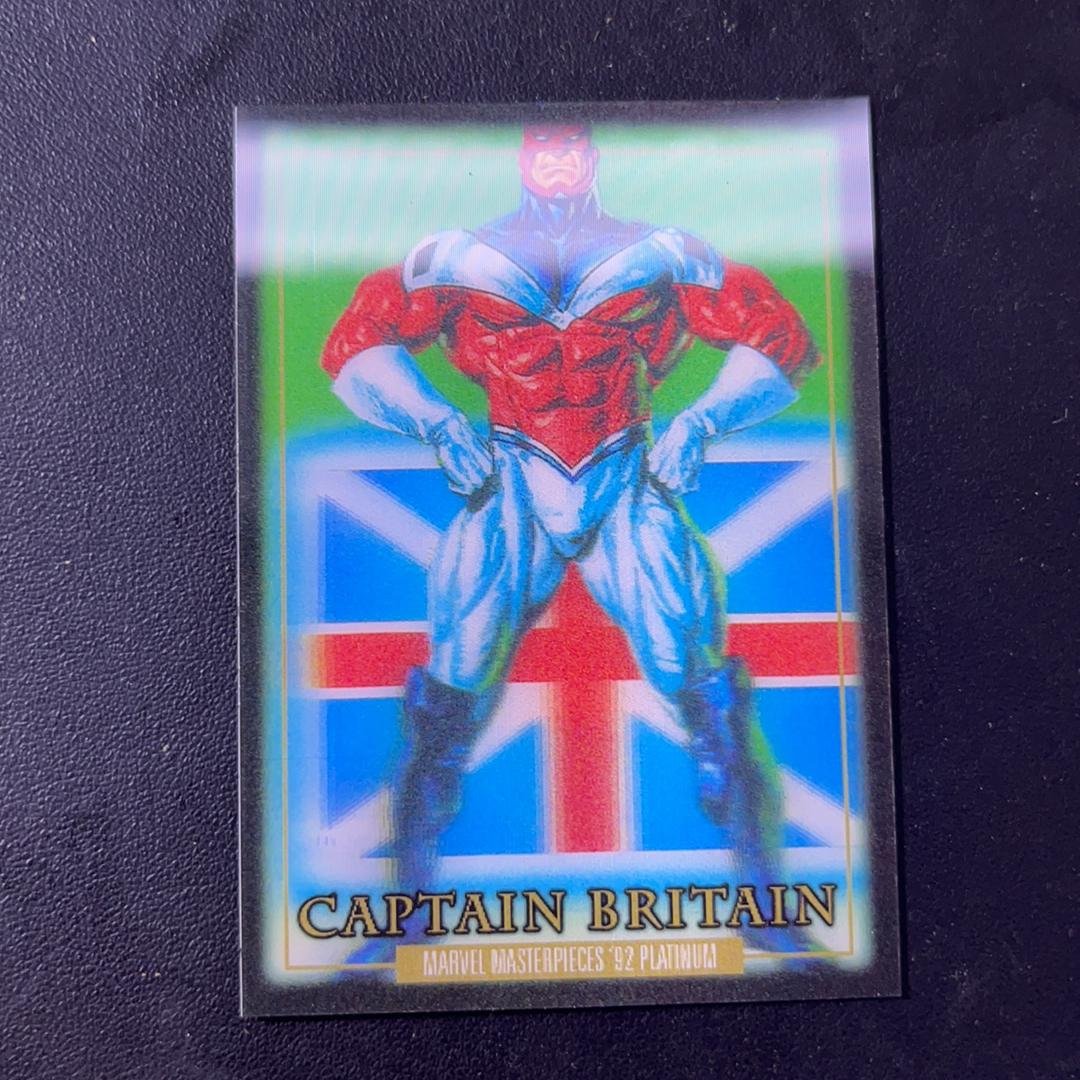 CAPTAIN BRITAIN
MARVEL MASTERPIECES '92 PLATINUM